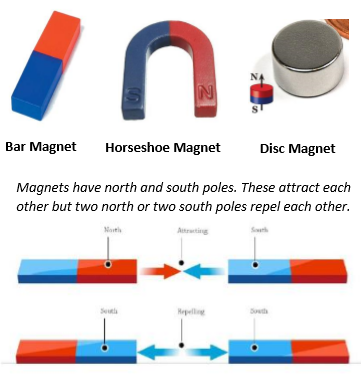 S N
N
S
Bar Magnet Horseshoe Magnet Disc Magnet
Magnets have north and south poles. These attract each
other but two north or two south poles repel each other.
North Attracting South
South Repelling South